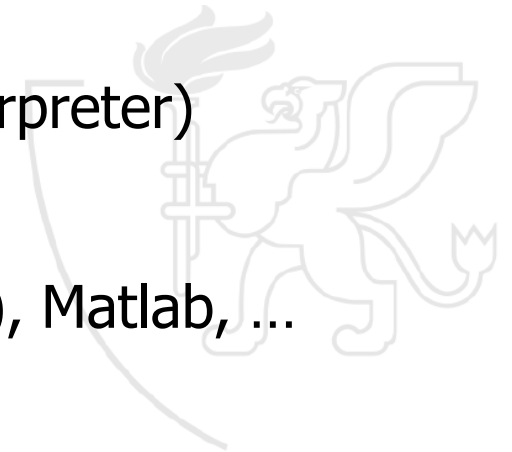 rpreter)
), Matlab, ...